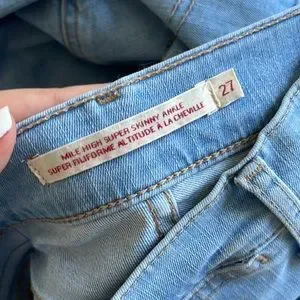 MILE HIGH SUPER SKINNY ANKLE
SUPER FILIFORME ALTITUDE À LA CHEVILLE
27